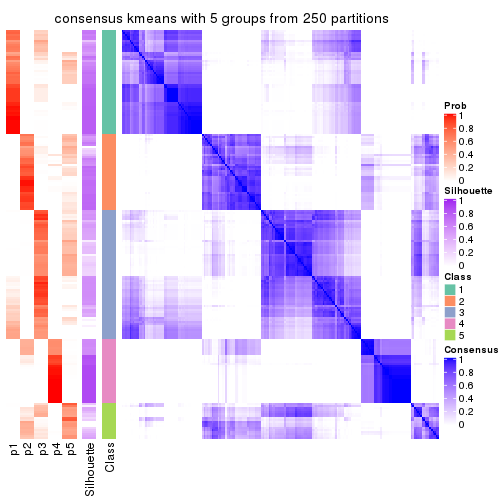 consensus kmeans with 5 groups from 250 partitions
Prob
1
0.8
0.6
0.4
0.2
0
Silhouette
1
0.8
0.6
0.4
0.2
0
Class
1
2
3
4
5
Consensus
1
0.8
0.6
0.4
0.2
0
p1
p2
p3
p4
p5
Silhouette
Class